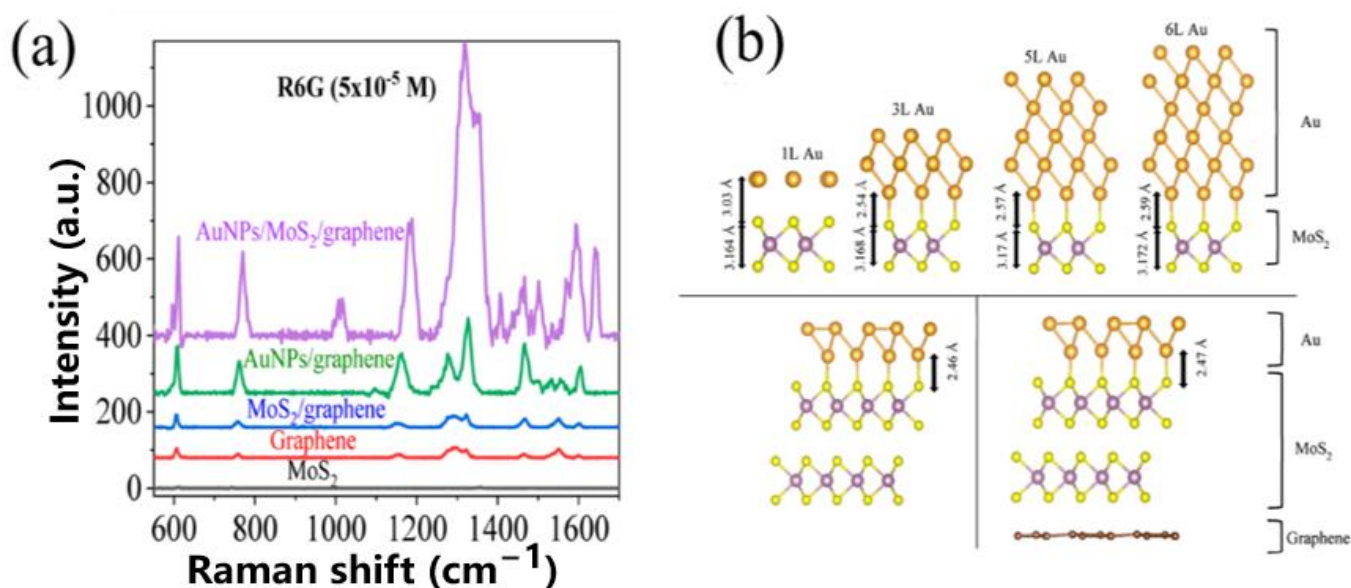 (a)
R6G (5x10⁻⁵ M)
AuNPs/MoS₂/graphene
AuNPs/graphene
MoS₂/graphene
Graphene
MoS₂
Intensity (a.u.)
1000
800
600
400
200
0
600 800 1000 1200 1400 1600
Raman shift (cm⁻¹)
(b)
1L Au
3L Au
5L Au
6L Au
3.03 Å
3.164 Å
2.54 Å
3.168 Å
2.57 Å
3.17 Å
2.59 Å
3.172 Å
Au
MoS₂
2.46 Å
2.47 Å
Au
MoS₂
Graphene